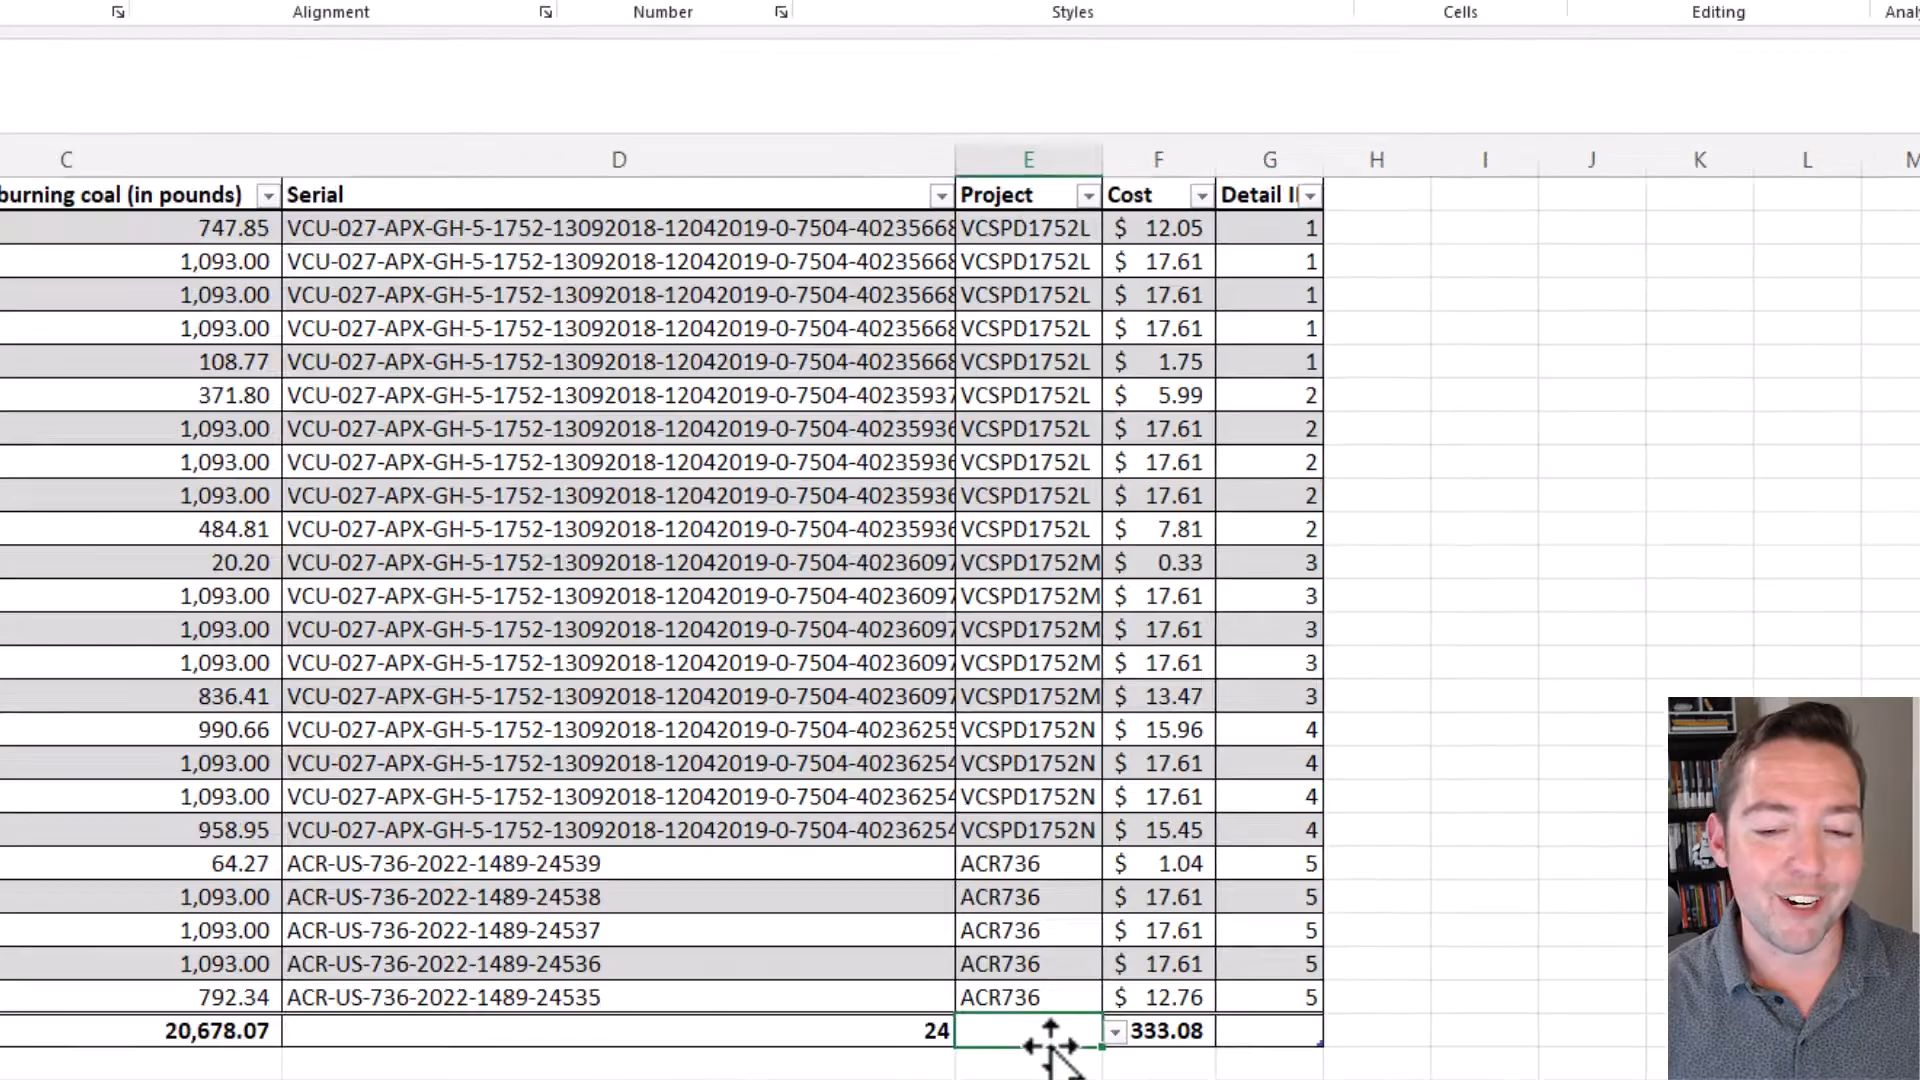 Alignment Number Styles Cells Editing
C D E F G H I J K L M
burning coal (in pounds) Serial Project Cost Detail I
747.85 VCU-027-APX-GH-5-1752-13092018-12042019-0-7504-40235668 VCSPD1752L $ 12.05 1
1,093.00 VCU-027-APX-GH-5-1752-13092018-12042019-0-7504-40235668 VCSPD1752L $ 17.61 1
1,093.00 VCU-027-APX-GH-5-1752-13092018-12042019-0-7504-40235668 VCSPD1752L $ 17.61 1
1,093.00 VCU-027-APX-GH-5-1752-13092018-12042019-0-7504-40235668 VCSPD1752L $ 17.61 1
108.77 VCU-027-APX-GH-5-1752-13092018-12042019-0-7504-40235668 VCSPD1752L $ 1.75 1
371.80 VCU-027-APX-GH-5-1752-13092018-12042019-0-7504-40235937 VCSPD1752L $ 5.99 2
1,093.00 VCU-027-APX-GH-5-1752-13092018-12042019-0-7504-40235936 VCSPD1752L $ 17.61 2
1,093.00 VCU-027-APX-GH-5-1752-13092018-12042019-0-7504-40235936 VCSPD1752L $ 17.61 2
1,093.00 VCU-027-APX-GH-5-1752-13092018-12042019-0-7504-40235936 VCSPD1752L $ 17.61 2
484.81 VCU-027-APX-GH-5-1752-13092018-12042019-0-7504-40235936 VCSPD1752L $ 7.81 2
20.20 VCU-027-APX-GH-5-1752-13092018-12042019-0-7504-40236097 VCSPD1752M $ 0.33 3
1,093.00 VCU-027-APX-GH-5-1752-13092018-12042019-0-7504-40236097 VCSPD1752M $ 17.61 3
1,093.00 VCU-027-APX-GH-5-1752-13092018-12042019-0-7504-40236097 VCSPD1752M $ 17.61 3
1,093.00 VCU-027-APX-GH-5-1752-13092018-12042019-0-7504-40236097 VCSPD1752M $ 17.61 3
836.41 VCU-027-APX-GH-5-1752-13092018-12042019-0-7504-40236097 VCSPD1752M $ 13.47 3
990.66 VCU-027-APX-GH-5-1752-13092018-12042019-0-7504-40236255 VCSPD1752N $ 15.96 4
1,093.00 VCU-027-APX-GH-5-1752-13092018-12042019-0-7504-40236254 VCSPD1752N $ 17.61 4
1,093.00 VCU-027-APX-GH-5-1752-13092018-12042019-0-7504-40236254 VCSPD1752N $ 17.61 4
958.95 VCU-027-APX-GH-5-1752-13092018-12042019-0-7504-40236254 VCSPD1752N $ 15.45 4
64.27 ACR-US-736-2022-1489-24539 ACR736 $ 1.04 5
1,093.00 ACR-US-736-2022-1489-24538 ACR736 $ 17.61 5
1,093.00 ACR-US-736-2022-1489-24537 ACR736 $ 17.61 5
1,093.00 ACR-US-736-2022-1489-24536 ACR736 $ 17.61 5
792.34 ACR-US-736-2022-1489-24535 ACR736 $ 12.76 5
20,678.07 24 333.08